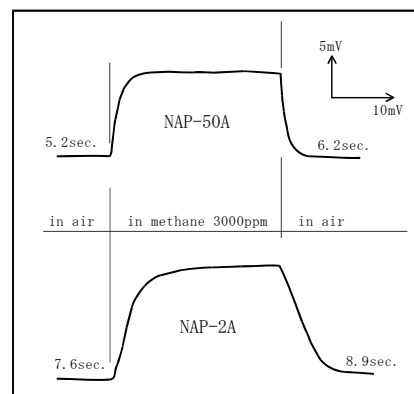 5mV
10mV
NAP-50A
5.2sec.
6.2sec.
in air
in methane 3000ppm
in air
NAP-2A
7.6sec.
8.9sec.